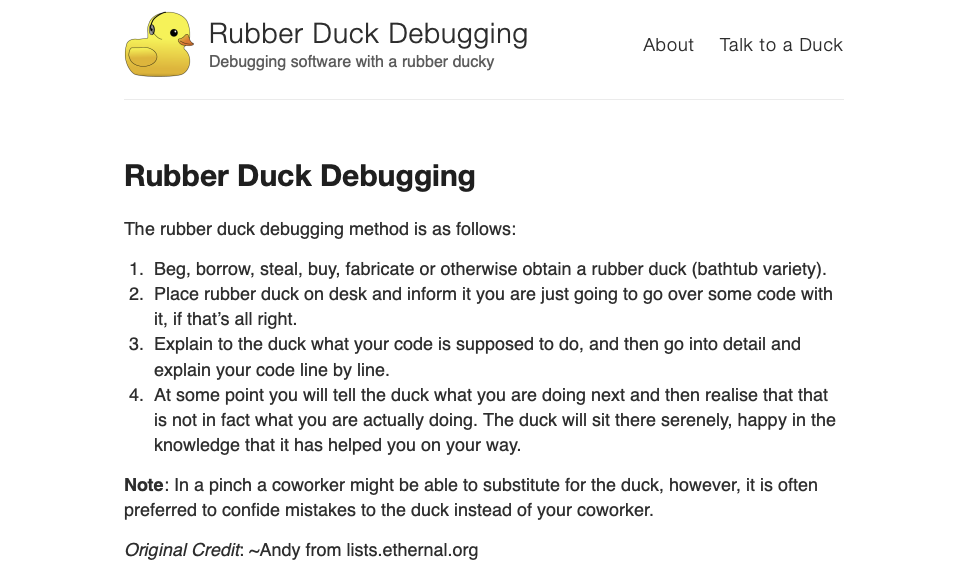 Rubber Duck Debugging
Debugging software with a rubber ducky
About Talk to a Duck
Rubber Duck Debugging
The rubber duck debugging method is as follows:
1. Beg, borrow, steal, buy, fabricate or otherwise obtain a rubber duck (bathtub variety).
2. Place rubber duck on desk and inform it you are just going to go over some code with
it, if that’s all right.
3. Explain to the duck what your code is supposed to do, and then go into detail and
explain your code line by line.
4. At some point you will tell the duck what you are doing next and then realise that that
is not in fact what you are actually doing. The duck will sit there serenely, happy in the
knowledge that it has helped you on your way.
Note: In a pinch a coworker might be able to substitute for the duck, however, it is often
preferred to confide mistakes to the duck instead of your coworker.
Original Credit: ~Andy from lists.ethernal.org